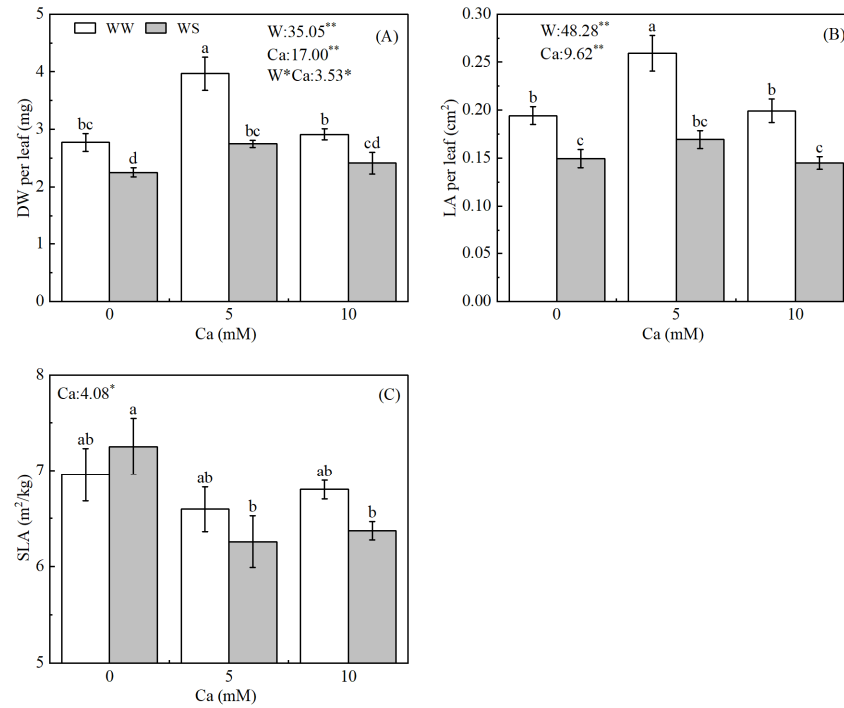 WW WS
W:35.05**
Ca:17.00**
W*Ca:3.53*
(A)
DW per leaf (mg)
5
4
3
2
1
0
bc
d
a
bc
b
cd
0 5 10
Ca (mM)
W:48.28**
Ca:9.62**
(B)
LA per leaf (cm²)
0.30
0.25
0.20
0.15
0.10
0.05
0.00
b
c
a
bc
b
c
0 5 10
Ca (mM)
Ca:4.08*
(C)
SLA (m²/kg)
8
7
6
5
ab
a
ab
b
ab
b
0 5 10
Ca (mM)